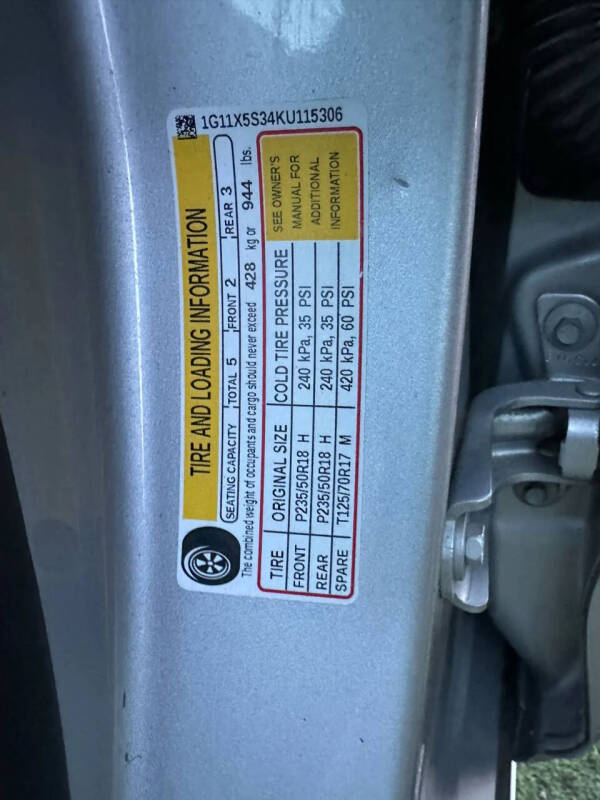 1G11X5S34KU115306
TIRE AND LOADING INFORMATION
SEATING CAPACITY TOTAL 5 FRONT 2 REAR 3
The combined weight of occupants and cargo should never exceed 428 kg or 944 lbs.
TIRE ORIGINAL SIZE COLD TIRE PRESSURE SEE OWNER'S
FRONT P235/50R18 H 240 kPa, 35 PSI MANUAL FOR
REAR P235/50R18 H 240 kPa, 35 PSI ADDITIONAL
SPARE T125/70R17 M 420 kPa, 60 PSI INFORMATION